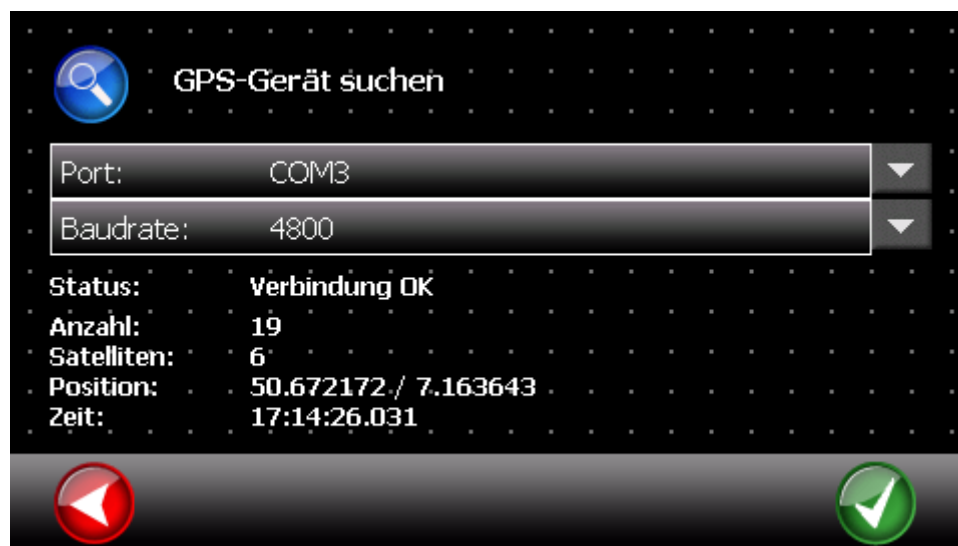 GPS-Gerät suchen
Port: COM3
Baudrate: 4800
Status: Verbindung OK
Anzahl: 19
Satelliten: 6
Position: 50.672172 / 7.163643
Zeit: 17:14:26.031